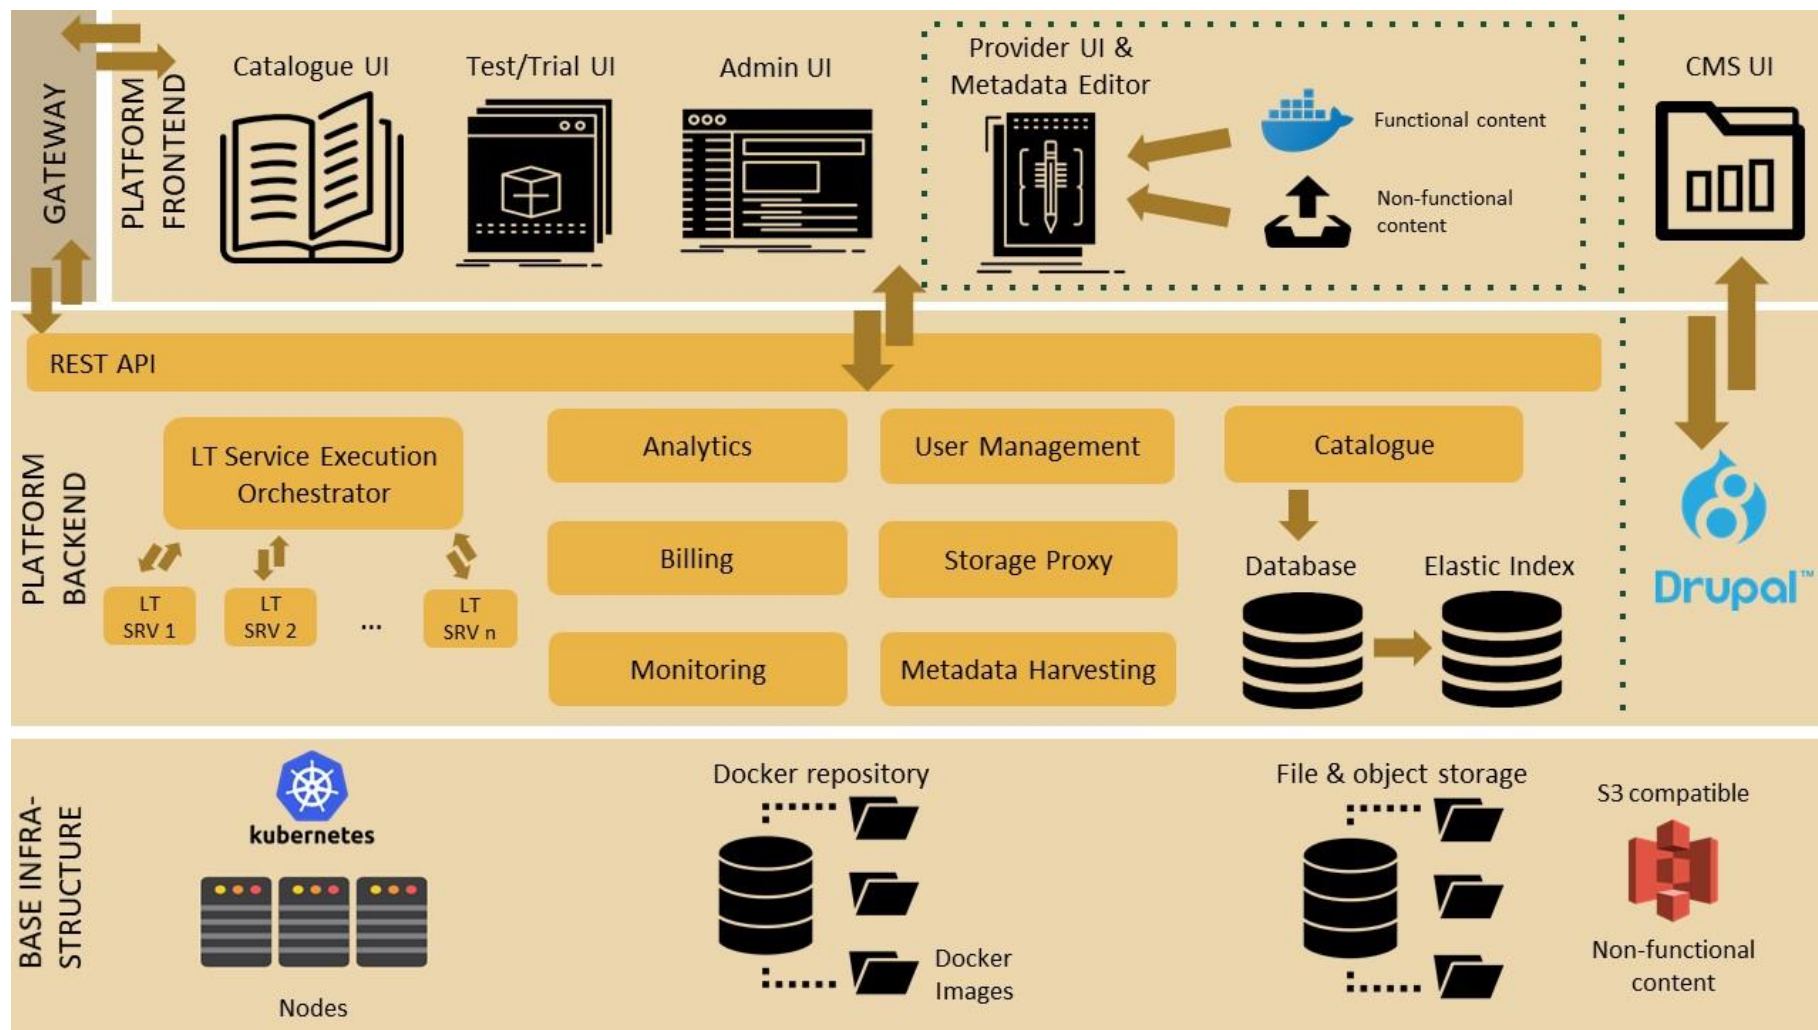 GATEWAY
PLATFORM
FRONTEND
Catalogue UI
Test/Trial UI
Admin UI
Provider UI &
Metadata Editor
Functional content
Non-functional
content
CMS UI
REST API
PLATFORM
BACKEND
LT Service Execution
Orchestrator
LT
SRV 1
LT
SRV 2
...
LT
SRV n
Analytics
User Management
Catalogue
Billing
Storage Proxy
Monitoring
Metadata Harvesting
Database
Elastic Index
Drupal™
BASE INFRA-
STRUCTURE
kubernetes
Nodes
Docker repository
Docker
Images
File & object storage
S3 compatible
Non-functional
content